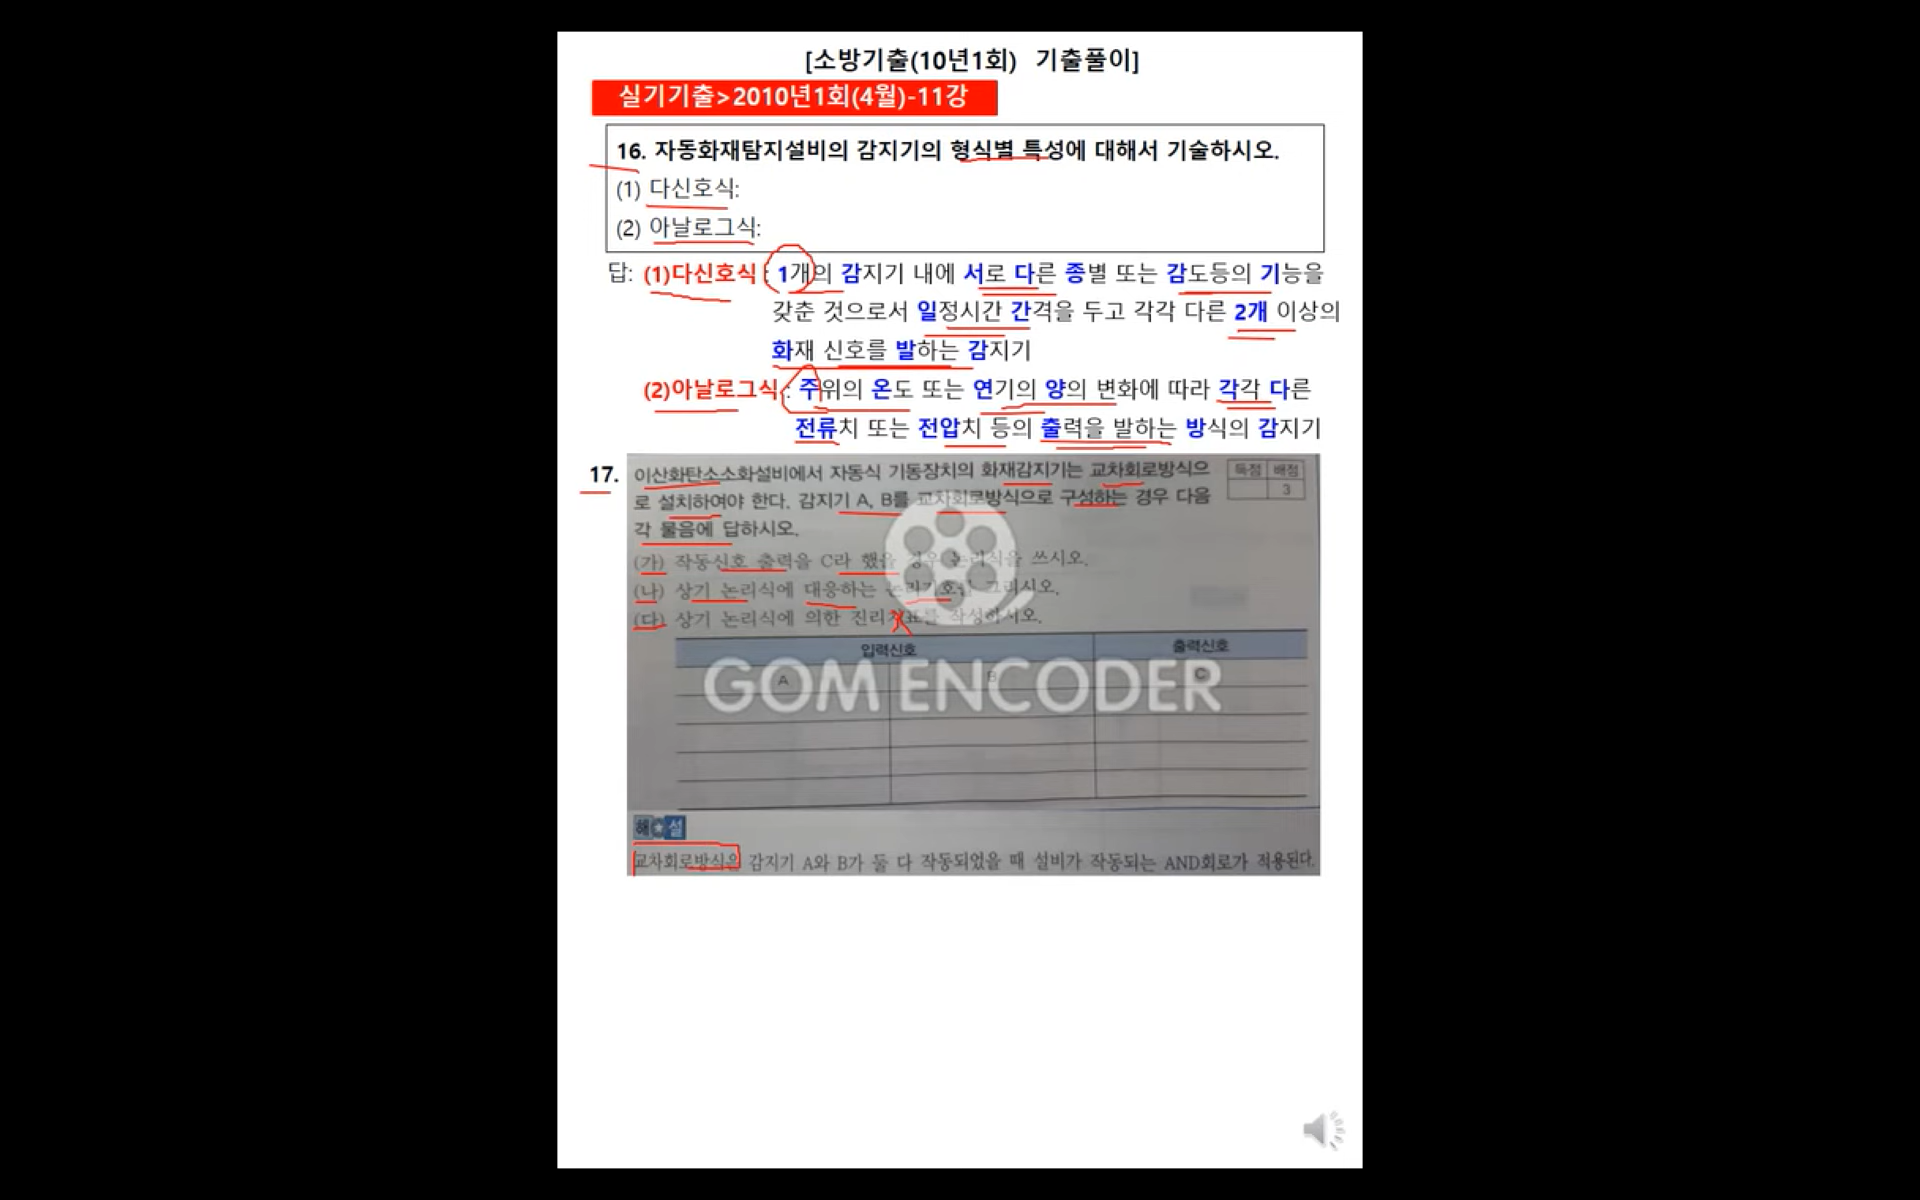 [소방기출(10년1회) 기출풀이]
실기기출>2010년1회(4월)-11강
16. 자동화재탐지설비의 감지기의 형식별 특성에 대해서 기술하시오.
(1) 다신호식:
(2) 아날로그식:
답: (1)다신호식 : 1개의 감지기 내에 서로 다른 종별 또는 감도등의 기능을
갖춘 것으로서 일정시간 간격을 두고 각각 다른 2개 이상의
화재 신호를 발하는 감지기
(2)아날로그식: 주위의 온도 또는 연기의 양의 변화에 따라 각각 다른
전류치 또는 전압치 등의 출력을 발하는 방식의 감지기
17. 이산화탄소소화설비에서 자동식 기동장치의 화재감지기는 교차회로방식으
로 설치하여야 한다. 감지기 A, B를 교차회로방식으로 구성하는 경우 다음
각 물음에 답하시오.
득점 배점
3
(가) 작동신호 출력을 C라 했을 경우 논리식을 쓰시오.
(나) 상기 논리식에 대응하는 논리기호를 그리시오.
(다) 상기 논리식에 의한 진리표를 작성하시오.
입력신호 출력신호
A B C
GOM ENCODER
해설
교차회로방식은 감지기 A와 B가 둘 다 작동되었을 때 설비가 작동되는 AND회로가 적용된다.